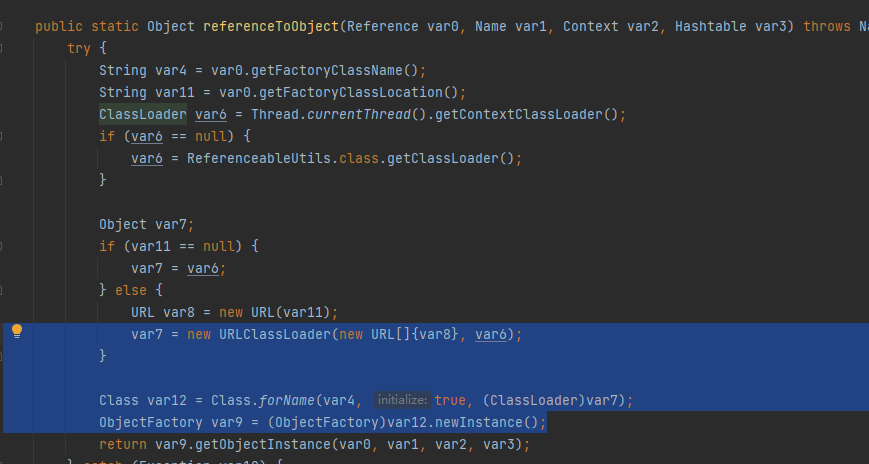 public static Object referenceToObject(Reference var0, Name var1, Context var2, Hashtable var3) throws Na
try {
String var4 = var0.getFactoryClassName();
String var11 = var0.getFactoryClassLocation();
ClassLoader var6 = Thread.currentThread().getContextClassLoader();
if (var6 == null) {
var6 = ReferenceableUtils.class.getClassLoader();
}
Object var7;
if (var11 == null) {
var7 = var6;
} else {
URL var8 = new URL(var11);
var7 = new URLClassLoader(new URL[]{var8}, var6);
}
Class var12 = Class.forName(var4, initialize: true, (ClassLoader)var7);
ObjectFactory var9 = (ObjectFactory)var12.newInstance();
return var9.getObjectInstance(var0, var1, var2, var3);
} catch (Exception var10) {